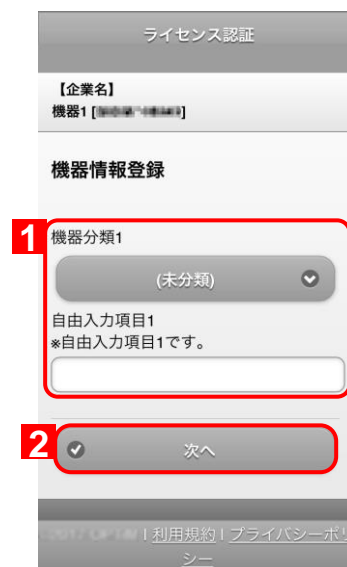 ライセンス認証
【企業名】
機器1 [ ]
機器情報登録
1
機器分類1
(未分類)
自由入力項目1
※自由入力項目1です。
2
次へ
| 利用規約 | プライバシーポリ
シー